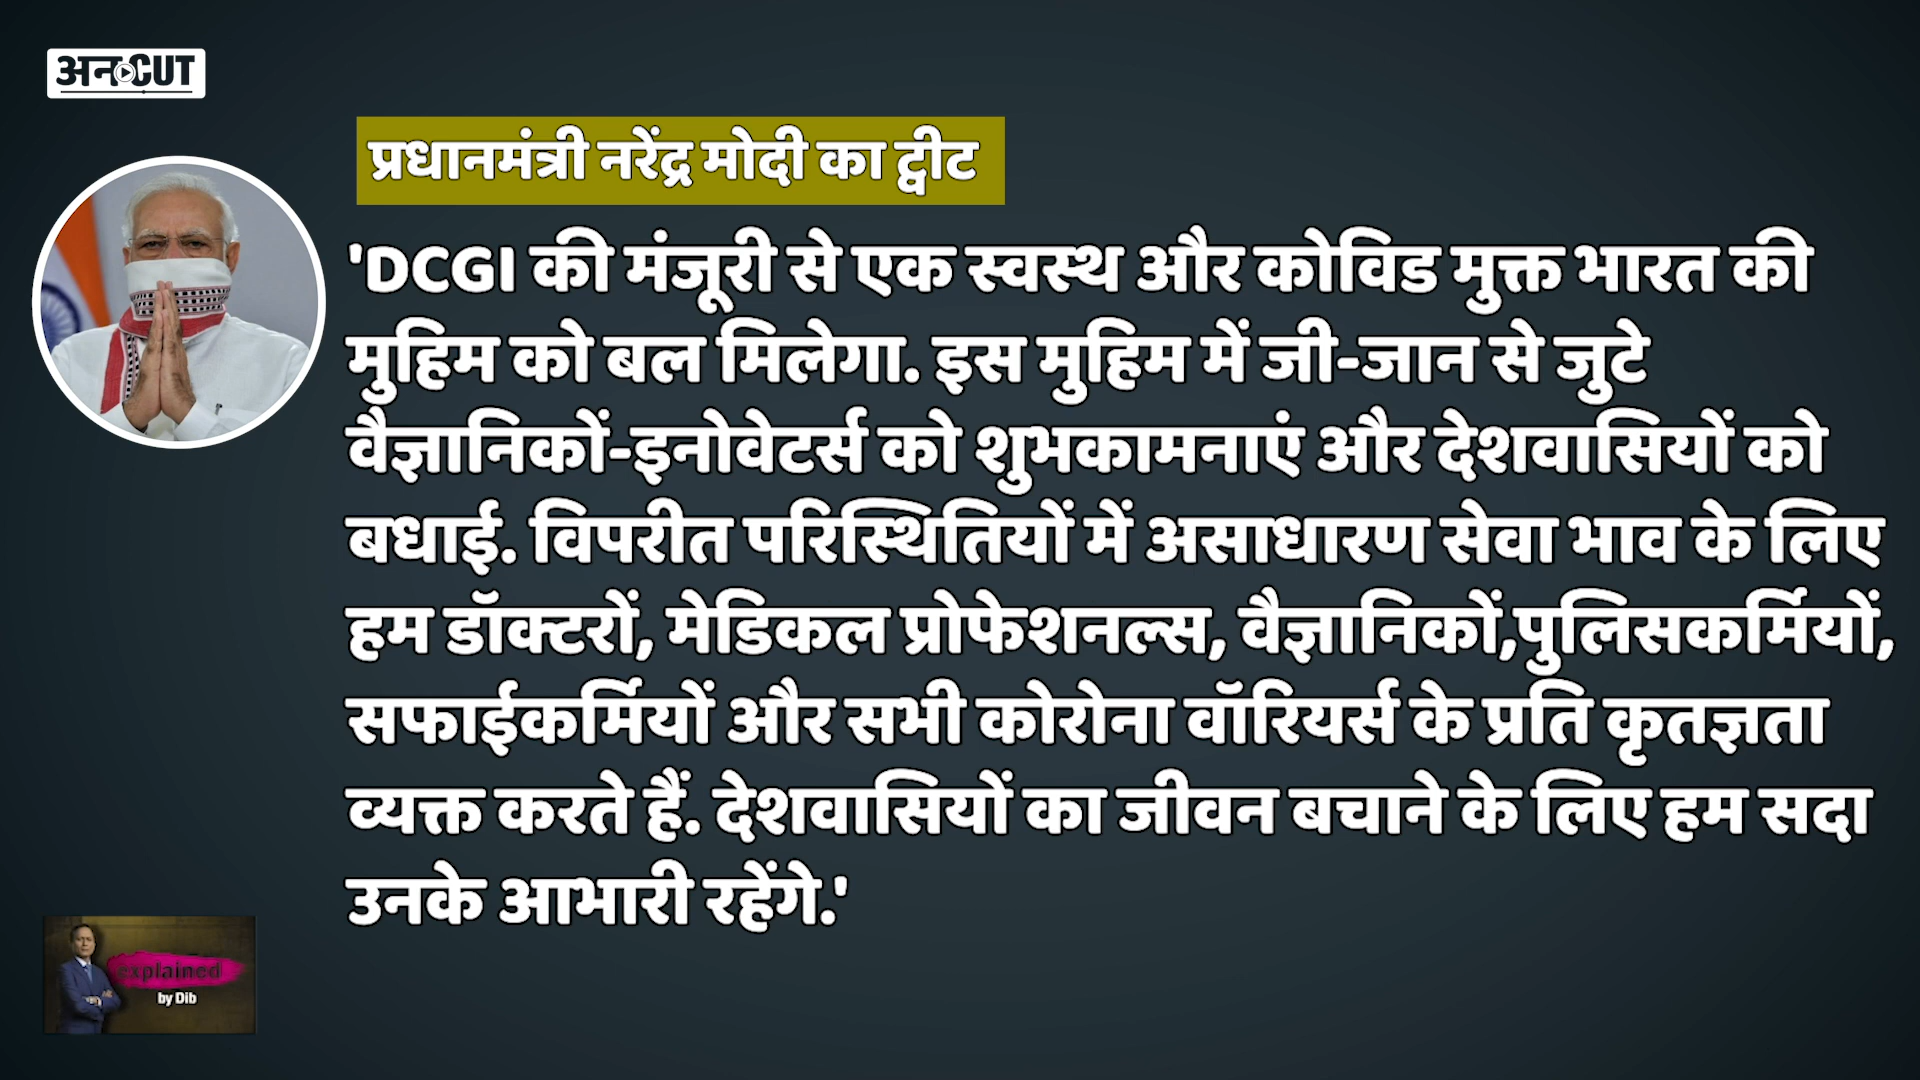 अनCUT
प्रधानमंत्री नरेंद्र मोदी का ट्वीट
'DCGI की मंजूरी से एक स्वस्थ और कोविड मुक्त भारत की
मुहिम को बल मिलेगा. इस मुहिम में जी-जान से जुटे
वैज्ञानिकों-इनोवेटर्स को शुभकामनाएं और देशवासियों को
बधाई. विपरीत परिस्थितियों में असाधारण सेवा भाव के लिए
हम डॉक्टरों, मेडिकल प्रोफेशनल्स, वैज्ञानिकों,पुलिसकर्मियों,
सफाईकर्मियों और सभी कोरोना वॉरियर्स के प्रति कृतज्ञता
व्यक्त करते हैं. देशवासियों का जीवन बचाने के लिए हम सदा
उनके आभारी रहेंगे.'
explained
by Dib